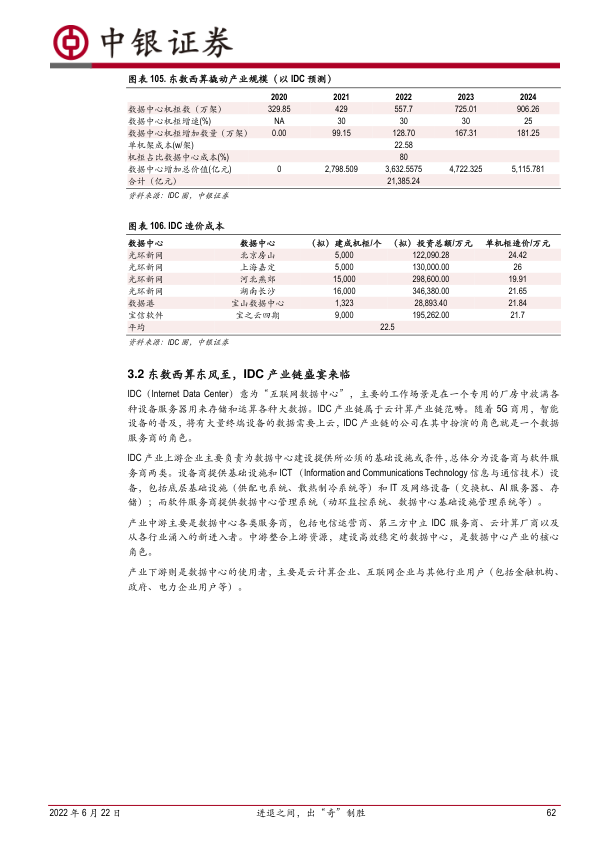 中银证券
图表 105. 东数西算撬动产业规模（以 IDC 预测）
2020 2021 2022 2023 2024
数据中心机柜数（万架） 329.85 429 557.7 725.01 906.26
数据中心机柜增速(%) NA 30 30 30 25
数据中心机柜增加数量（万架） 0.00 99.15 128.70 167.31 181.25
单机架成本(w/架) 22.58
机柜占比数据中心成本(%) 80
数据中心增加总价值(亿元) 0 2,798.509 3,632.5575 4,722.325 5,115.781
合计（亿元） 21,385.24
资料来源：IDC 圈，中银证券
图表 106. IDC 造价成本
数据中心 数据中心 （拟）建成机柜/个 （拟）投资总额/万元 单机柜造价/万元
光环新网 北京房山 5,000 122,090.28 24.42
光环新网 上海嘉定 5,000 130,000.00 26
光环新网 河北燕郊 15,000 298,600.00 19.91
光环新网 湖南长沙 16,000 346,380.00 21.65
数据港 宝山数据中心 1,323 28,893.40 21.84
宝信软件 宝之云四期 9,000 195,262.00 21.7
平均 22.5
资料来源：IDC 圈，中银证券
3.2 东数西算东风至，IDC 产业链盛宴来临
IDC（Internet Data Center）意为“互联网数据中心”，主要的工作场景是在一个专用的厂房中放满各
种设备服务器用来存储和运算各种大数据。IDC 产业链属于云计算产业链范畴。随着 5G 商用，智能
设备的普及，将有大量终端设备的数据需要上云，IDC 产业链的公司在其中扮演的角色就是一个数据
服务商的角色。
IDC 产业上游企业主要负责为数据中心建设提供所必须的基础设施或条件，总体分为设备商与软件服
务商两类。设备商提供基础设施和 ICT （Information and Communications Technology 信息与通信技术）设
备，包括底层基础设施（供配电系统、散热制冷系统等）和 IT 及网络设备（交换机、AI 服务器、存
储）；而软件服务商提供数据中心管理系统（动环监控系统、数据中心基础设施管理系统等）。
产业中游主要是数据中心各类服务商，包括电信运营商、第三方中立 IDC 服务商、云计算厂商以及
从各行业涌入的新进入者。中游整合上游资源，建设高效稳定的数据中心，是数据中心产业的核心
角色。
产业下游则是数据中心的使用者，主要是云计算企业、互联网企业与其他行业用户（包括金融机构、
政府、电力企业用户等）。
2022 年 6 月 22 日 进退之间，出“奇”制胜 62